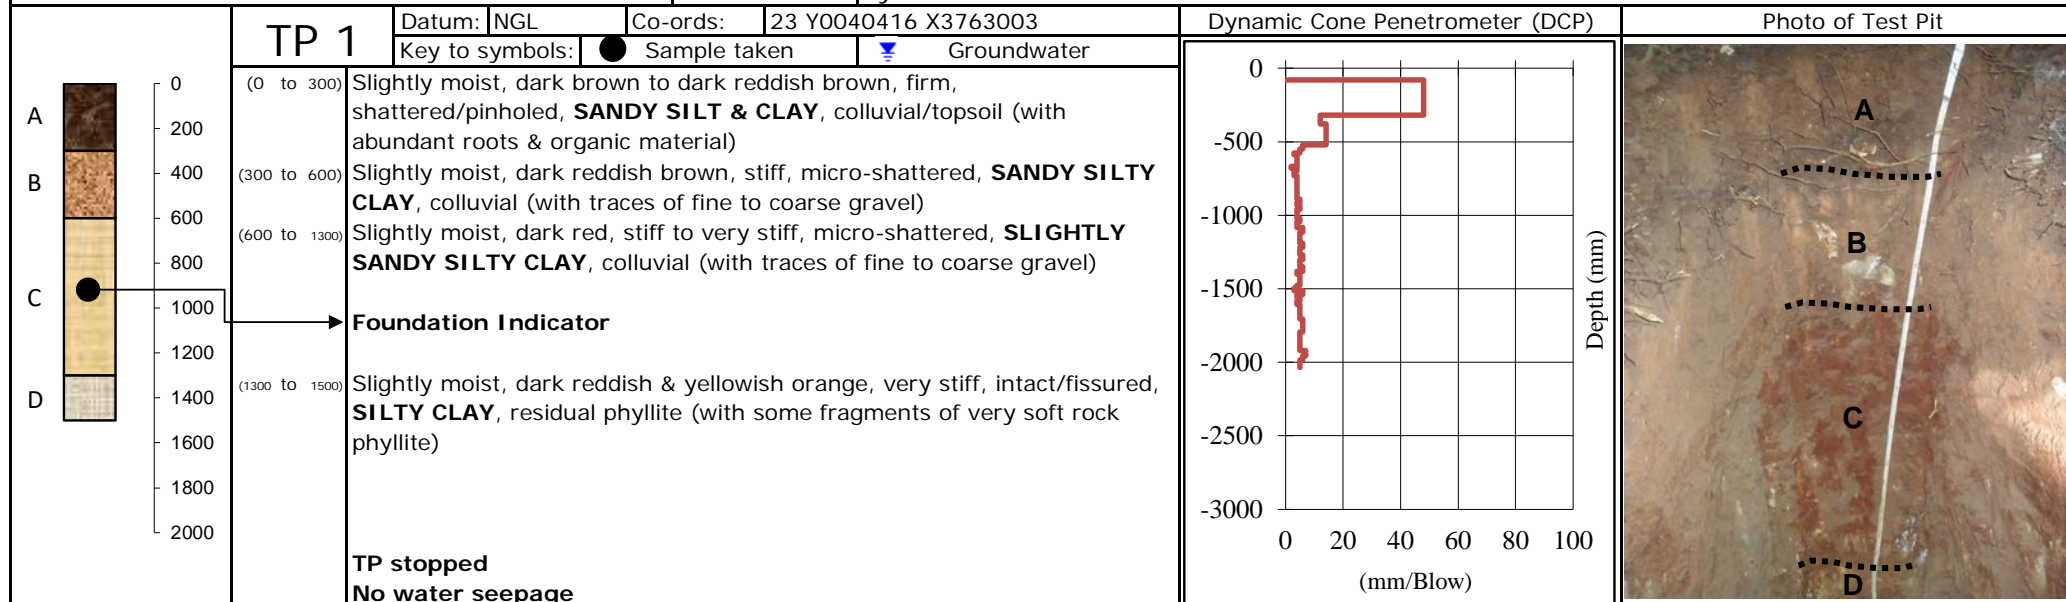 TP 1
Datum: NGL Co-ords: 23 Y0040416 X3763003
Key to symbols: Sample taken Groundwater
Dynamic Cone Penetrometer (DCP)
Photo of Test Pit
A
B
C
D
0
200
400
600
800
1000
1200
1400
1600
1800
2000
(0 to 300) Slightly moist, dark brown to dark reddish brown, firm,
shattered/pinholed, SANDY SILT & CLAY, colluvial/topsoil (with
abundant roots & organic material)
(300 to 600) Slightly moist, dark reddish brown, stiff, micro-shattered, SANDY SILTY
CLAY, colluvial (with traces of fine to coarse gravel)
(600 to 1300) Slightly moist, dark red, stiff to very stiff, micro-shattered, SLIGHTLY
SANDY SILTY CLAY, colluvial (with traces of fine to coarse gravel)
Foundation Indicator
(1300 to 1500) Slightly moist, dark reddish & yellowish orange, very stiff, intact/fissured,
SILTY CLAY, residual phyllite (with some fragments of very soft rock
phyllite)
TP stopped
No water seepage
0
-500
-1000
-1500
-2000
-2500
-3000
0 20 40 60 80 100
(mm/Blow)
Depth (mm)
A
B
C
D